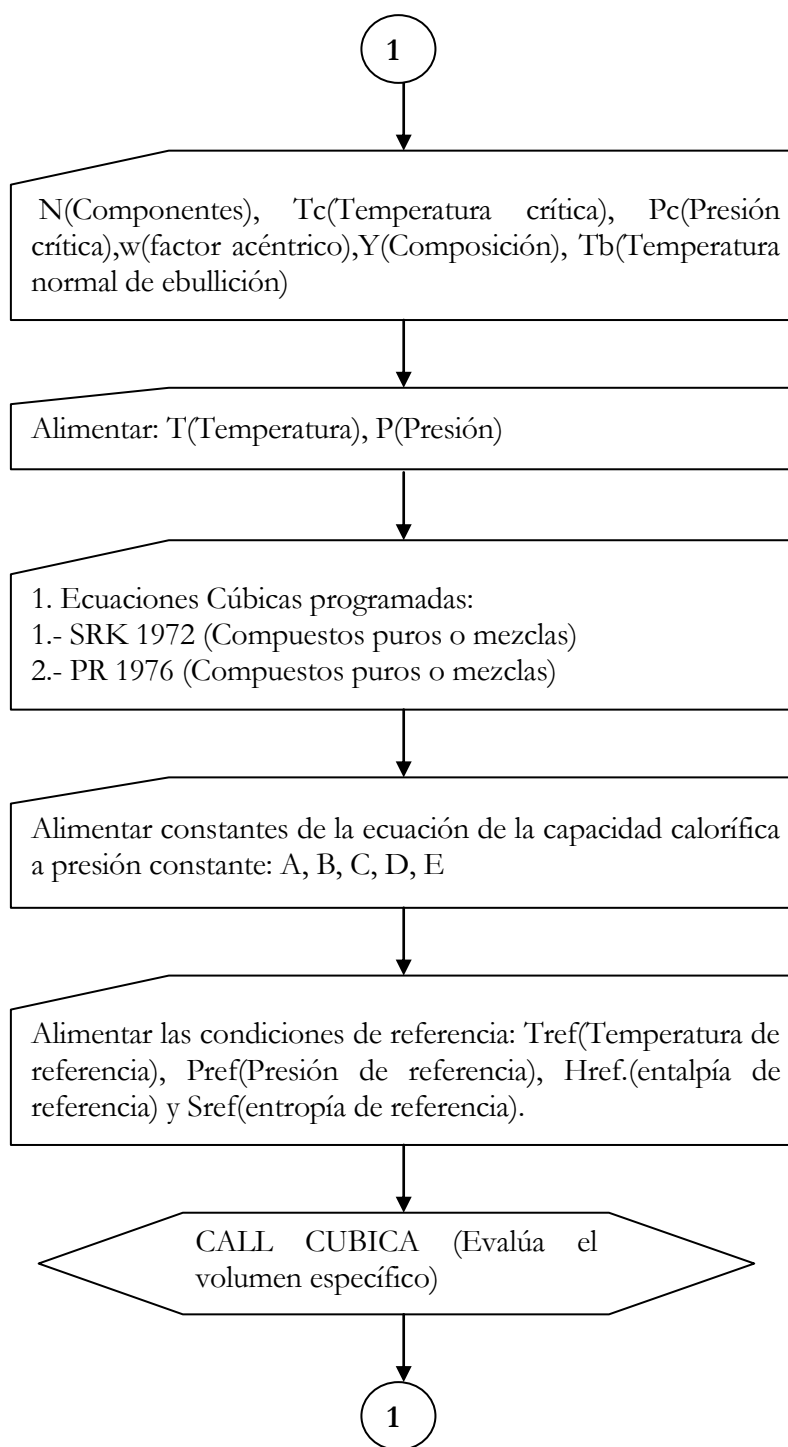 1
N(Componentes), Tc(Temperatura crítica), Pc(Presión
crítica),w(factor acéntrico),Y(Composición), Tb(Temperatura
normal de ebullición)
Alimentar: T(Temperatura), P(Presión)
1. Ecuaciones Cúbicas programadas:
1.- SRK 1972 (Compuestos puros o mezclas)
2.- PR 1976 (Compuestos puros o mezclas)
Alimentar constantes de la ecuación de la capacidad calorífica
a presión constante: A, B, C, D, E
Alimentar las condiciones de referencia: Tref(Temperatura de
referencia), Pref(Presión de referencia), Href.(entalpía de
referencia) y Sref(entropía de referencia).
CALL CUBICA (Evalúa el
volumen específico)
1